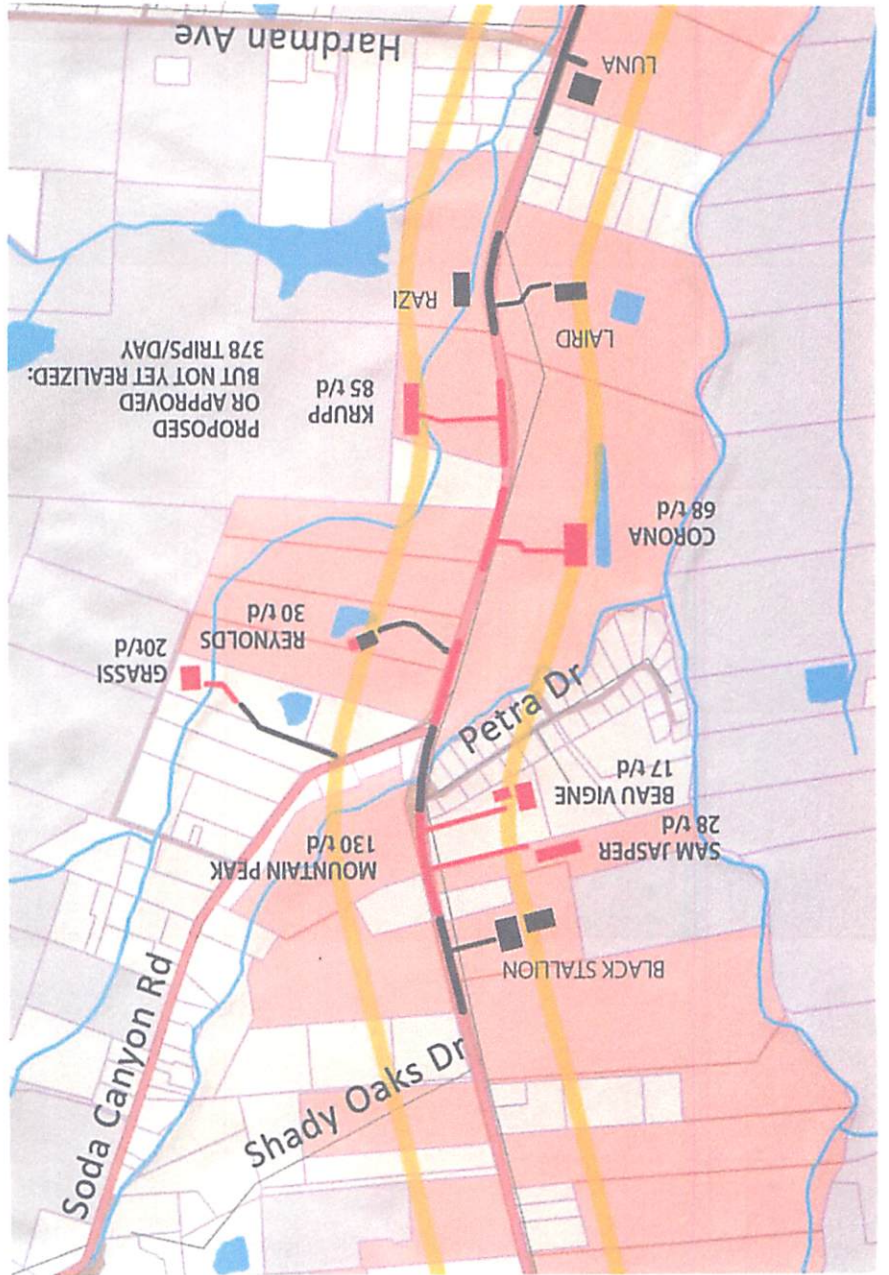 Hardman Ave
LUNA
RAZI
LAIRD
PROPOSED
OR APPROVED
BUT NOT YET REALIZED:
378 TRIPS/DAY
KRUPP
85 t/d
CORONA
68 t/d
REYNOLDS
30 t/d
GRASSI
20t/d
Petra Dr
BEAU VIGNE
17 t/d
SAM JASPER
28 t/d
MOUNTAIN PEAK
130 t/d
BLACK STALLION
Soda Canyon Rd
Shady Oaks Dr